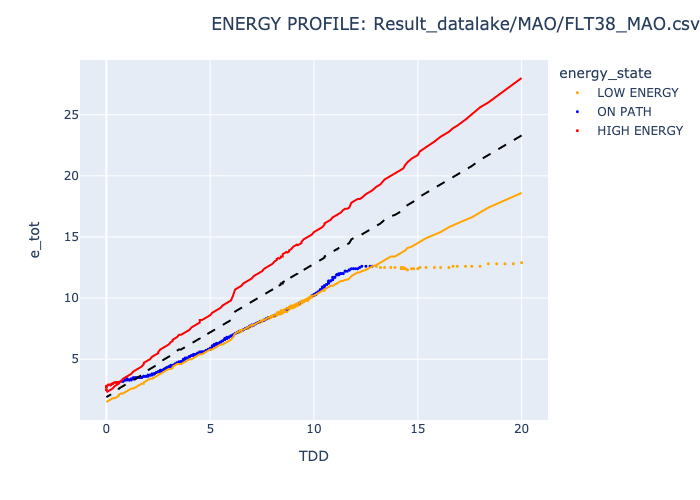 ENERGY PROFILE: Result_datalake/MAO/FLT38_MAO.csv
energy_state
LOW ENERGY
ON PATH
HIGH ENERGY
e_tot
25
20
15
10
5
0
5
10
15
20
TDD